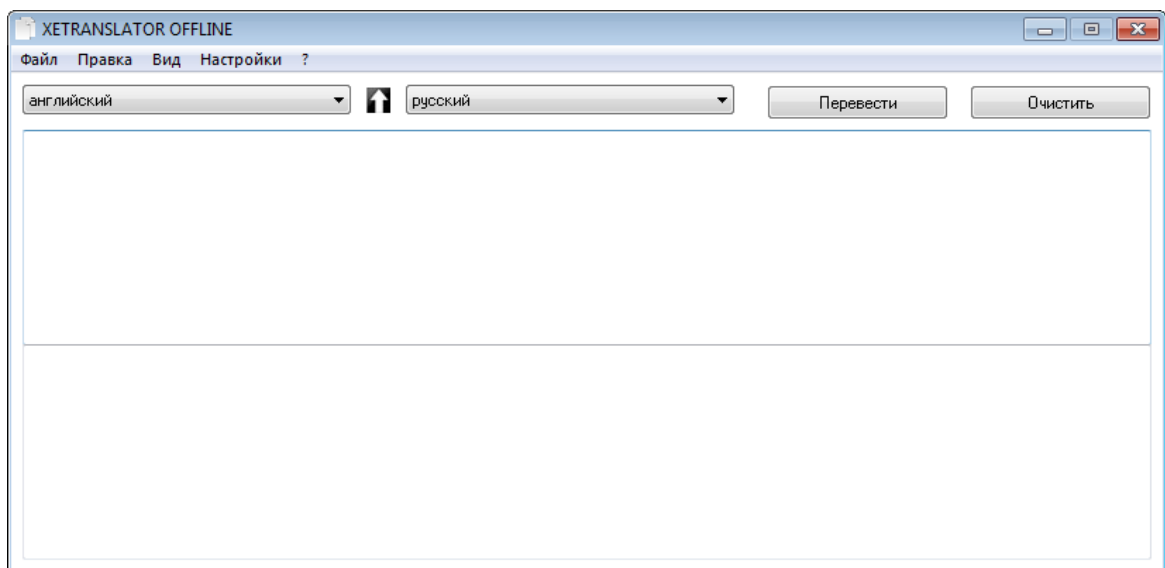 XETRANSLATOR OFFLINE
Файл Правка Вид Настройки ?
английский русский Перевести Очистить